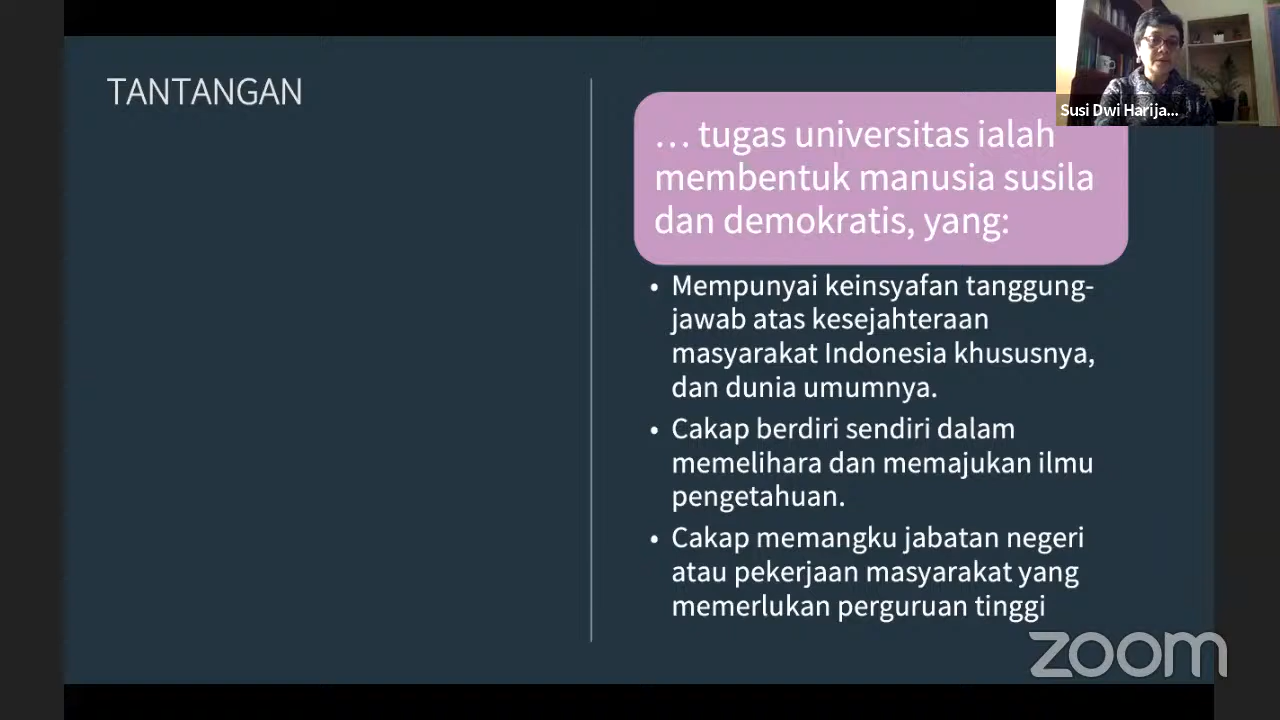 TANTANGAN
… tugas universitas ialah
membentuk manusia susila
dan demokratis, yang:
• Mempunyai keinsyafan tanggung-
jawab atas kesejahteraan
masyarakat Indonesia khususnya,
dan dunia umumnya.
• Cakap berdiri sendiri dalam
memelihara dan memajukan ilmu
pengetahuan.
• Cakap memangku jabatan negeri
atau pekerjaan masyarakat yang
memerlukan perguruan tinggi
Susi Dwi Harija...
zoom